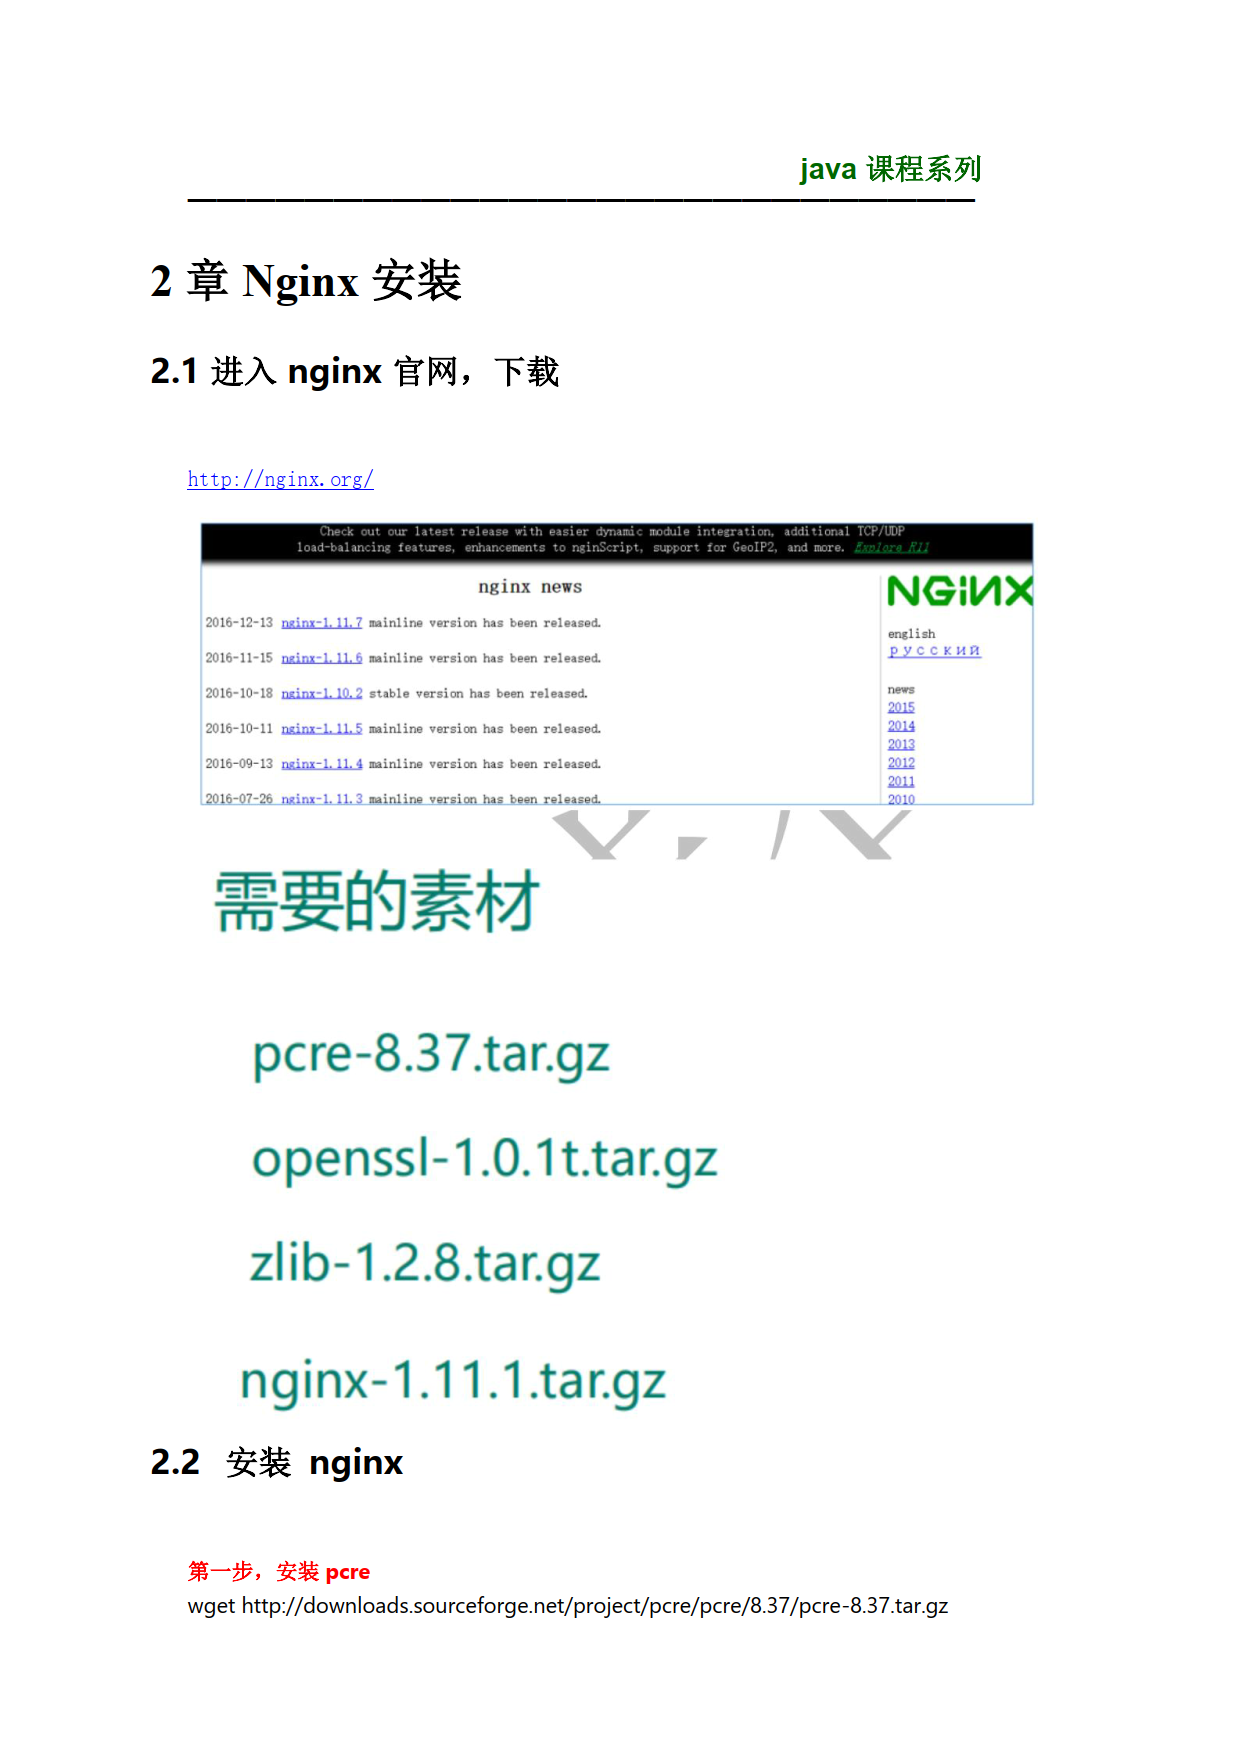 java 课程系列
2 章 Nginx 安装
2.1 进入 nginx 官网，下载
http://nginx.org/
Check out our latest release with easier dynamic module integration, additional TCP/UDP
load-balancing features, enhancements to nginScript, support for GeoIP2, and more. Explore R11
NGiNX
nginx news
2016-12-13 nginx-1.11.7 mainline version has been released.
2016-11-15 nginx-1.11.6 mainline version has been released.
2016-10-18 nginx-1.10.2 stable version has been released.
2016-10-11 nginx-1.11.5 mainline version has been released.
2016-09-13 nginx-1.11.4 mainline version has been released.
2016-07-26 nginx-1.11.3 mainline version has been released.
english
русский
news
2015
2014
2013
2012
2011
2010
需要的素材
pcre-8.37.tar.gz
openssl-1.0.1t.tar.gz
zlib-1.2.8.tar.gz
nginx-1.11.1.tar.gz
2.2 安装 nginx
第一步，安装 pcre
wget http://downloads.sourceforge.net/project/pcre/pcre/8.37/pcre-8.37.tar.gz